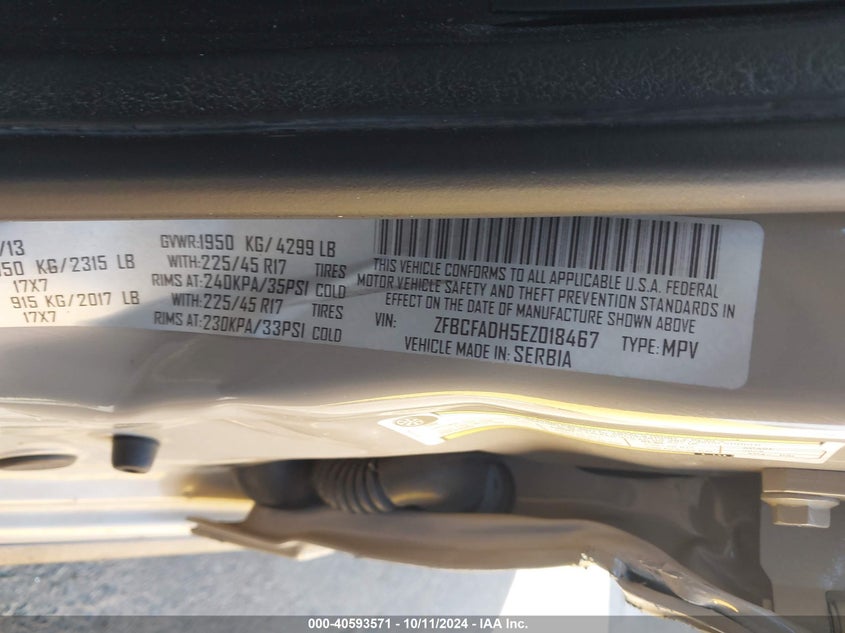 /13
50 KG/2315 LB
17X7
915 KG/2017 LB
17X7
GVWR:1950 KG/4299 LB
WITH:225/45 R17 TIRES
RIMS AT:240KPA/35PSI COLD
WITH:225/45 R17 TIRES
RIMS AT:230KPA/33PSI COLD
THIS VEHICLE CONFORMS TO ALL APPLICABLE U.S.A. FEDERAL
MOTOR VEHICLE SAFETY AND THEFT PREVENTION STANDARDS IN
EFFECT ON THE DATE OF MANUFACTURE SHOWN ABOVE
VIN: ZFBCFADH5EZ018467 TYPE:MPV
VEHICLE MADE IN SERBIA
000-40593571 - 10/11/2024 - IAA Inc.